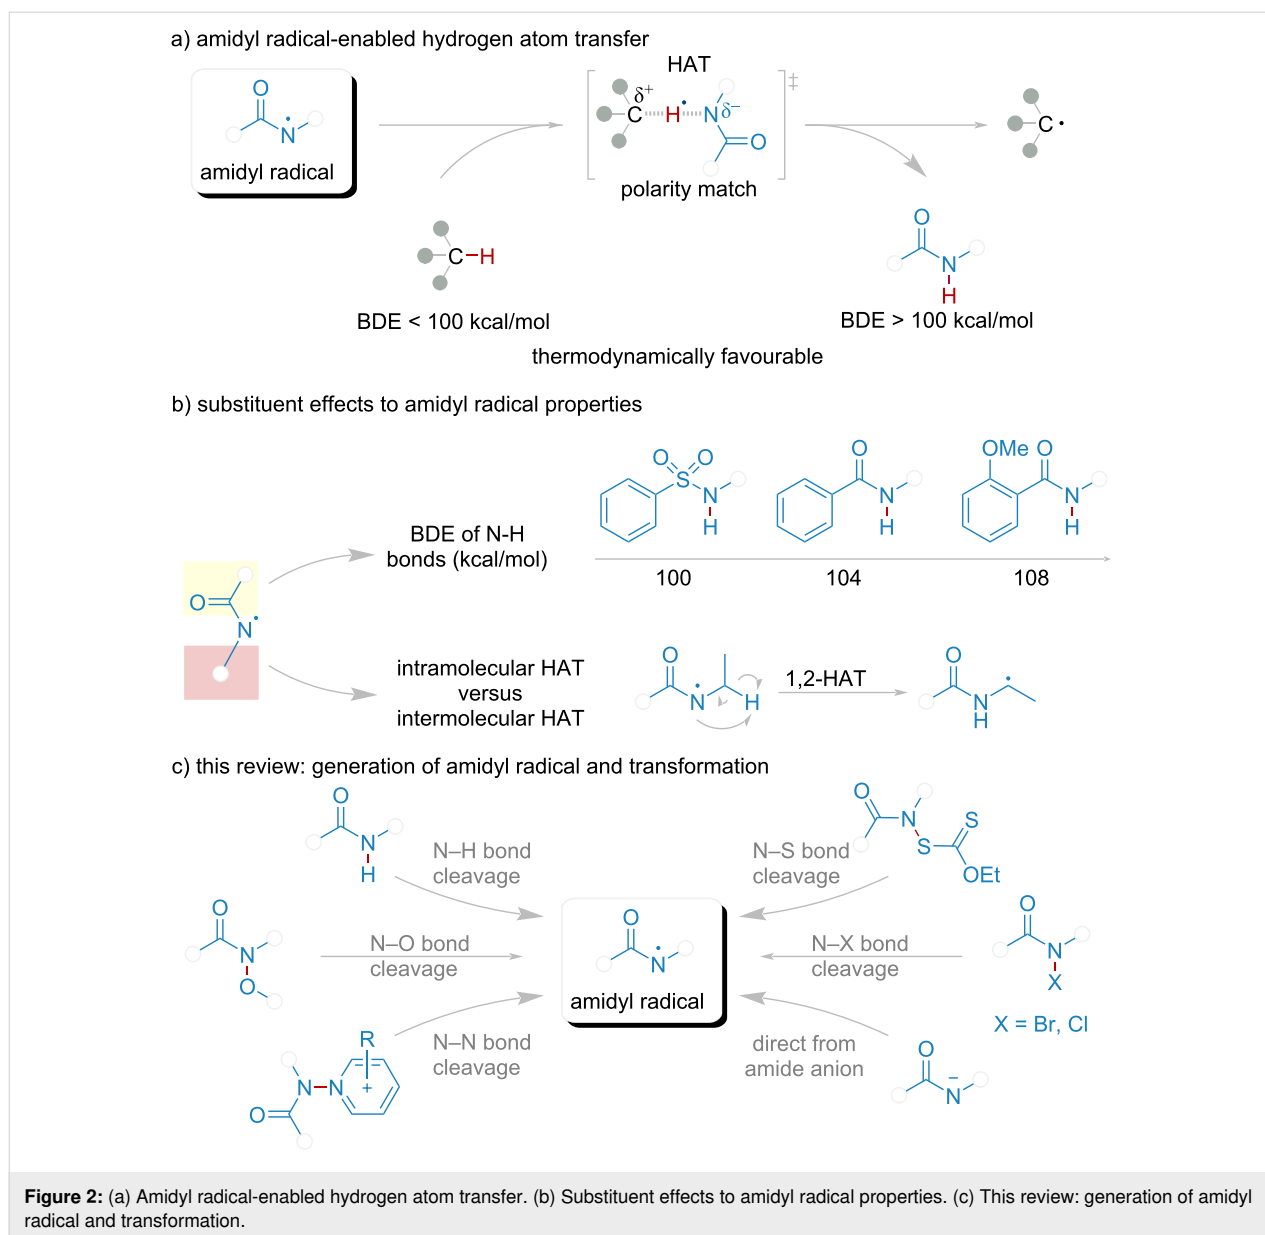 a) amidyl radical-enabled hydrogen atom transfer
HAT
O
N
amidyl radical
δ+
C H N δ−
O
‡
polarity match
C
C–H
BDE < 100 kcal/mol
O
N
H
BDE > 100 kcal/mol
thermodynamically favourable
b) substituent effects to amidyl radical properties
O
N
BDE of N-H
bonds (kcal/mol)
O O
S
N
H
O
N
H
OMe O
N
H
100 104 108
intramolecular HAT
versus
intermolecular HAT
O
N H
1,2-HAT
O
N
H
c) this review: generation of amidyl radical and transformation
O
N
H
N–H bond
cleavage
O
N
O
N–O bond
cleavage
R
N–N
+
O
N–N bond
cleavage
O
N
amidyl radical
O
N
S
S
OEt
N–S bond
cleavage
O
N
X
X = Br, Cl
N–X bond
cleavage
O
N
−
direct from
amide anion
Figure 2: (a) Amidyl radical-enabled hydrogen atom transfer. (b) Substituent effects to amidyl radical properties. (c) This review: generation of amidyl
radical and transformation.